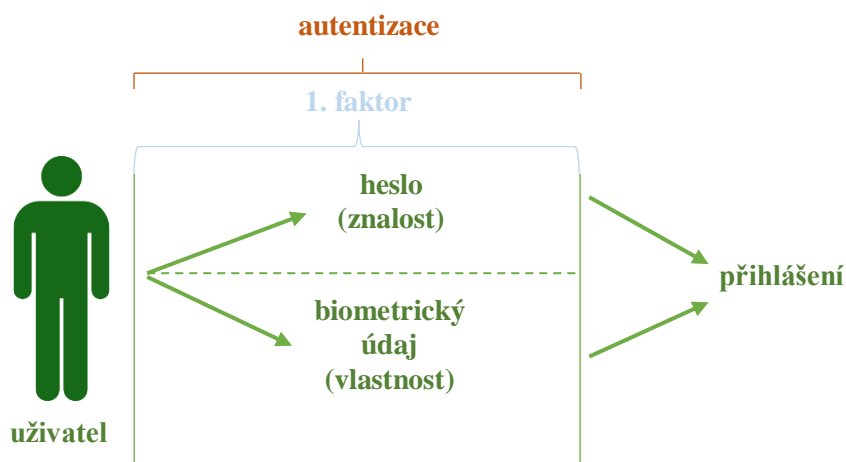 autentizace
1. faktor
heslo
(znalost)
biometrický
údaj
(vlastnost)
uživatel
přihlášení